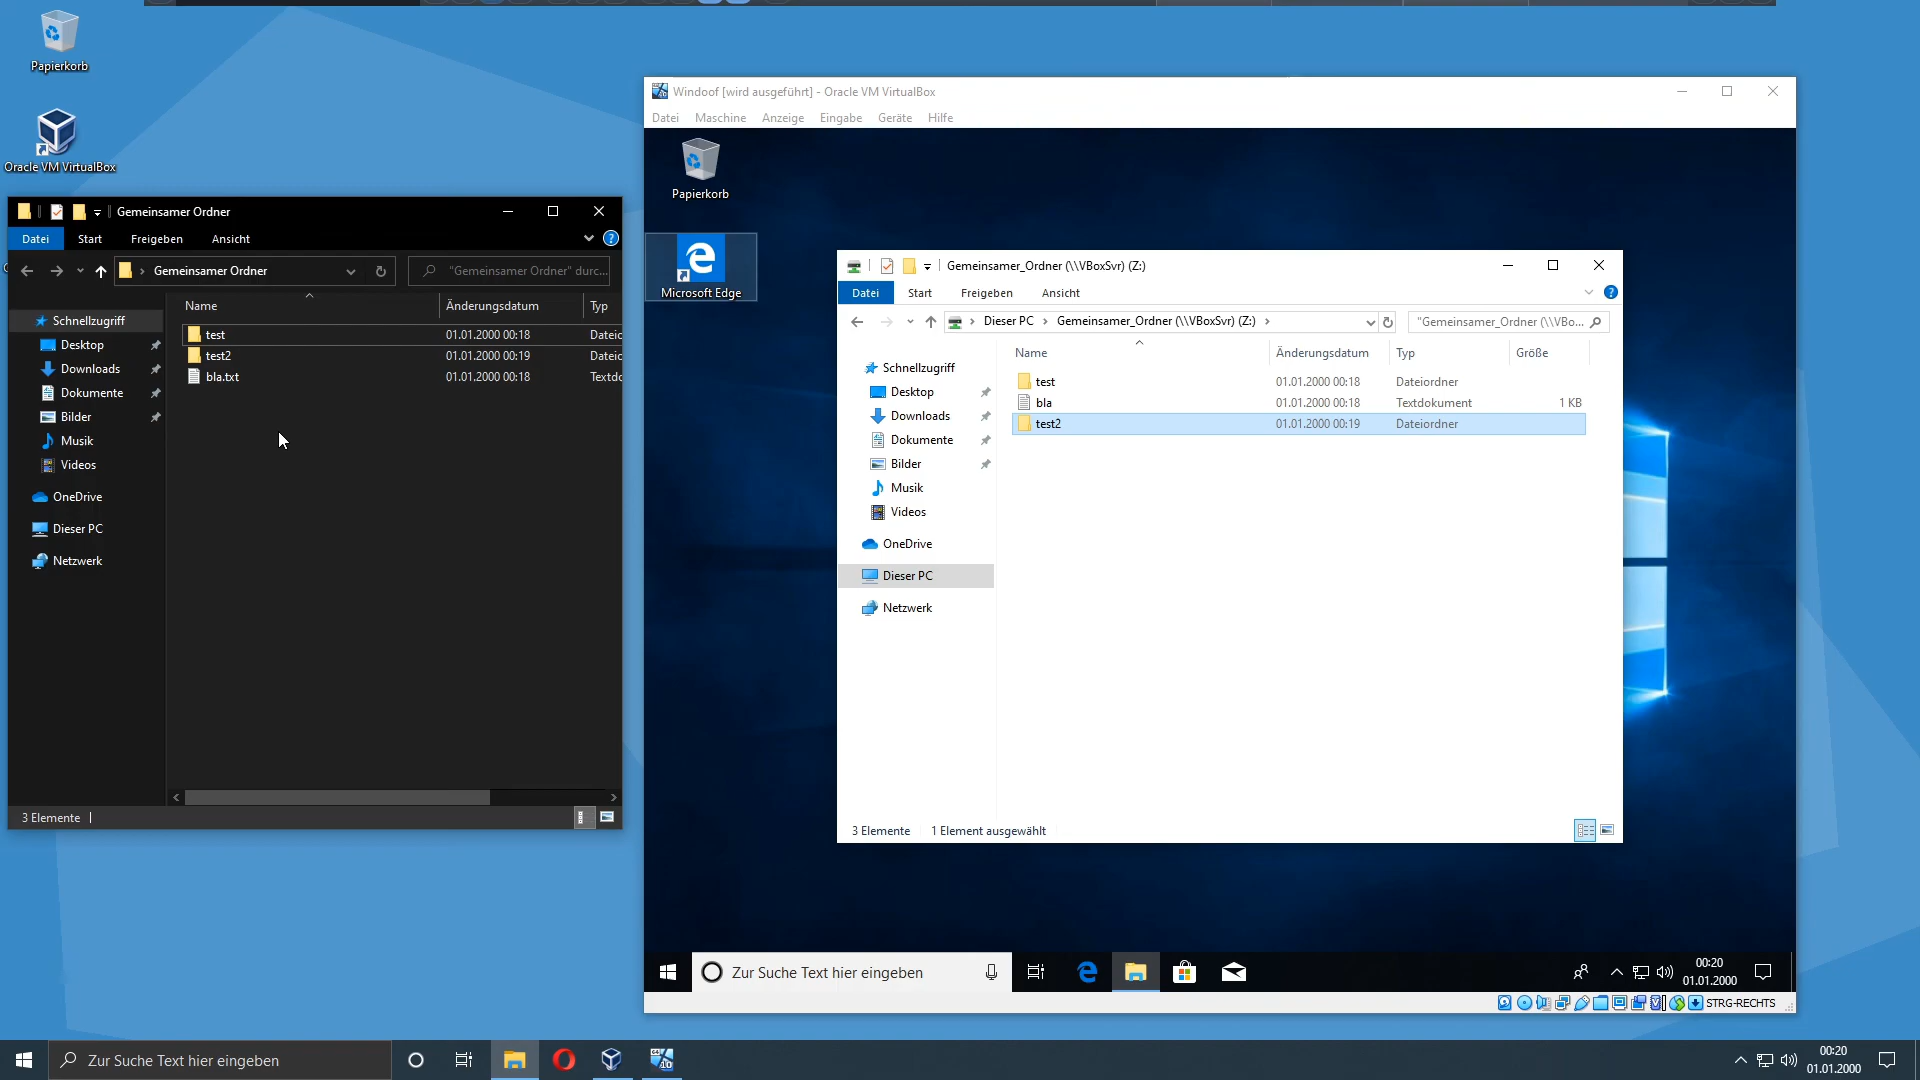 Papierkorb
Oracle VM VirtualBox
Gemeinsamer Ordner
Datei Start Freigeben Ansicht
Gemeinsamer Ordner "Gemeinsamer Ordner" durc...
Name Änderungsdatum Typ
Schnellzugriff
Desktop
Downloads
Dokumente
Bilder
Musik
Videos
OneDrive
Dieser PC
Netzwerk
test 01.01.2000 00:18 Dateio
test2 01.01.2000 00:19 Dateio
bla.txt 01.01.2000 00:18 Textdo
3 Elemente
Windoof [wird ausgeführt] - Oracle VM VirtualBox
Datei Maschine Anzeige Eingabe Geräte Hilfe
Papierkorb
Microsoft Edge
Gemeinsamer_Ordner (\\VBoxSvr) (Z:)
Datei Start Freigeben Ansicht
Dieser PC Gemeinsamer_Ordner (\\VBoxSvr) (Z:) "Gemeinsamer_Ordner (\\VBo...
Name Änderungsdatum Typ Größe
Schnellzugriff
Desktop
Downloads
Dokumente
Bilder
Musik
Videos
OneDrive
Dieser PC
Netzwerk
test 01.01.2000 00:18 Dateiordner
bla 01.01.2000 00:18 Textdokument 1 KB
test2 01.01.2000 00:19 Dateiordner
3 Elemente 1 Element ausgewählt
Zur Suche Text hier eingeben
00:20
01.01.2000
STRG-RECHTS
Zur Suche Text hier eingeben
00:20
01.01.2000